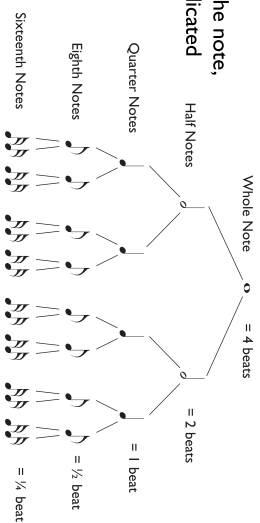 he note,
licated
Whole Note = 4 beats
Half Notes = 2 beats
Quarter Notes = 1 beat
Eighth Notes = ½ beat
Sixteenth Notes = ¼ beat